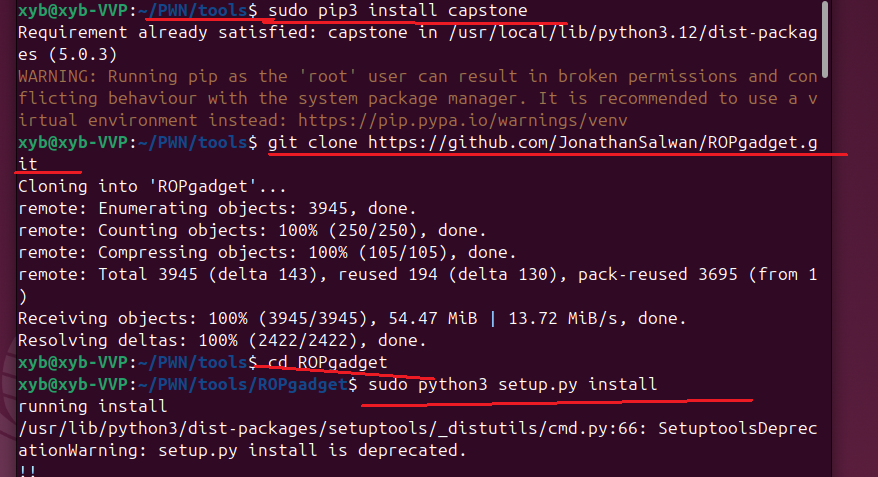 xyb@xyb-VVP:~/PWN/tools$ sudo pip3 install capstone
Requirement already satisfied: capstone in /usr/local/lib/python3.12/dist-packag
es (5.0.3)
WARNING: Running pip as the 'root' user can result in broken permissions and con
flicting behaviour with the system package manager. It is recommended to use a v
irtual environment instead: https://pip.pypa.io/warnings/venv
xyb@xyb-VVP:~/PWN/tools$ git clone https://github.com/JonathanSalwan/ROPgadget.g
it
Cloning into 'ROPgadget'...
remote: Enumerating objects: 3945, done.
remote: Counting objects: 100% (250/250), done.
remote: Compressing objects: 100% (105/105), done.
remote: Total 3945 (delta 143), reused 194 (delta 130), pack-reused 3695 (from 1
)
Receiving objects: 100% (3945/3945), 54.47 MiB | 13.72 MiB/s, done.
Resolving deltas: 100% (2422/2422), done.
xyb@xyb-VVP:~/PWN/tools$ cd ROPgadget
xyb@xyb-VVP:~/PWN/tools/ROPgadget$ sudo python3 setup.py install
running install
/usr/lib/python3/dist-packages/setuptools/_distutils/cmd.py:66: SetuptoolsDeprec
ationWarning: setup.py install is deprecated.
!!